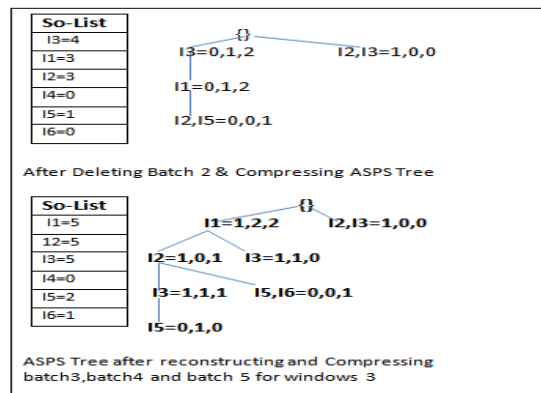 So-List
I3=4
I1=3
I2=3
I4=0
I5=1
I6=0
{}
I3=0,1,2
I2,I3=1,0,0
I1=0,1,2
I2,I5=0,0,1
After Deleting Batch 2 & Compressing ASPS Tree
So-List
I1=5
12=5
I3=5
I4=0
I5=2
I6=1
{}
I1=1,2,2
I2,I3=1,0,0
I2=1,0,1
I3=1,1,0
I3=1,1,1
I5,I6=0,0,1
I5=0,1,0
ASPS Tree after reconstructing and Compressing
batch3,batch4 and batch 5 for windows 3